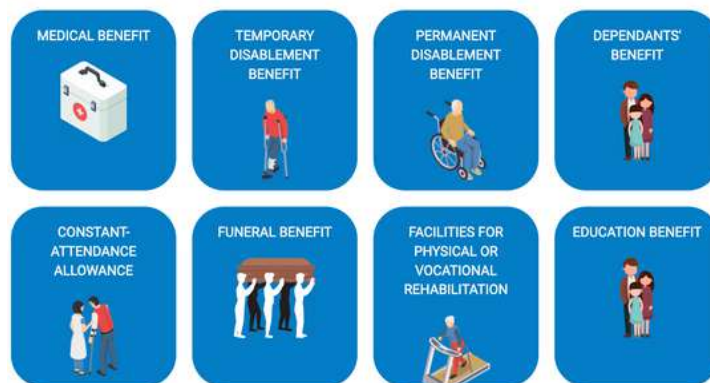 MEDICAL BENEFIT
TEMPORARY
DISABLEMENT
BENEFIT
PERMANENT
DISABLEMENT
BENEFIT
DEPENDANTS'
BENEFIT
CONSTANT-
ATTENDANCE
ALLOWANCE
FUNERAL BENEFIT
FACILITIES FOR
PHYSICAL OR
VOCATIONAL
REHABILITATION
EDUCATION BENEFIT